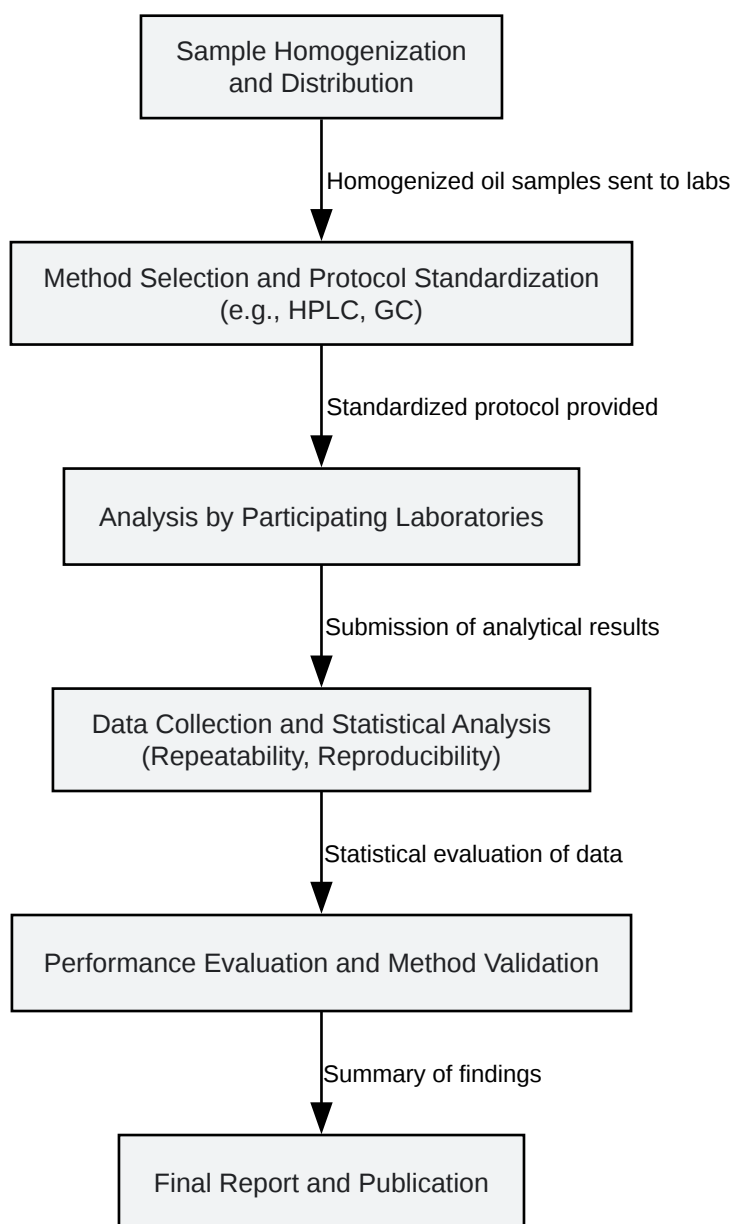 Sample Homogenization
and Distribution
Homogenized oil samples sent to labs
Method Selection and Protocol Standardization
(e.g., HPLC, GC)
Standardized protocol provided
Analysis by Participating Laboratories
Submission of analytical results
Data Collection and Statistical Analysis
(Repeatability, Reproducibility)
Statistical evaluation of data
Performance Evaluation and Method Validation
Summary of findings
Final Report and Publication